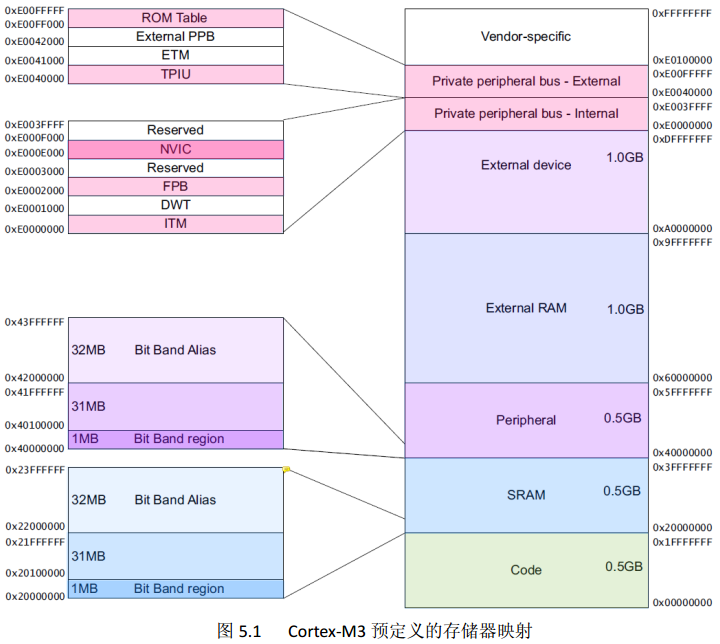 0xE00FFFFF
0xE00FF000
0xE0042000
0xE0041000
0xE0040000
ROM Table
External PPB
ETM
TPIU
0xE003FFFF
0xE000F000
0xE000E000
0xE0003000
0xE0002000
0xE0001000
0xE0000000
Reserved
NVIC
Reserved
FPB
DWT
ITM
0x43FFFFFF
0x42000000
0x41FFFFFF
0x40100000
0x40000000
32MB Bit Band Alias
31MB
1MB Bit Band region
0x23FFFFFF
0x22000000
0x21FFFFFF
0x20100000
0x20000000
32MB Bit Band Alias
31MB
1MB Bit Band region
Vendor-specific
Private peripheral bus - External
Private peripheral bus - Internal
External device 1.0GB
External RAM 1.0GB
Peripheral 0.5GB
SRAM 0.5GB
Code 0.5GB
0xFFFFFFFF
0xE0100000
0xE00FFFFF
0xE0040000
0xE003FFFF
0xE0000000
0xDFFFFFFF
0xA0000000
0x9FFFFFFF
0x60000000
0x5FFFFFFF
0x40000000
0x3FFFFFFF
0x20000000
0x1FFFFFFF
0x00000000
图 5.1 Cortex-M3 预定义的存储器映射